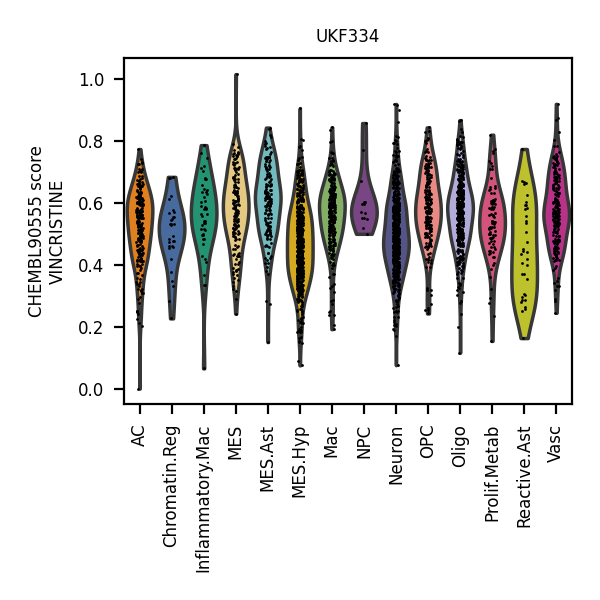 UKF334
CHEMBL90555 score
VINCRISTINE
1.0
0.8
0.6
0.4
0.2
0.0
AC
Chromatin.Reg
Inflammatory.Mac
MES
MES.Ast
MES.Hyp
Mac
NPC
Neuron
OPC
Oligo
Prolif.Metab
Reactive.Ast
Vasc